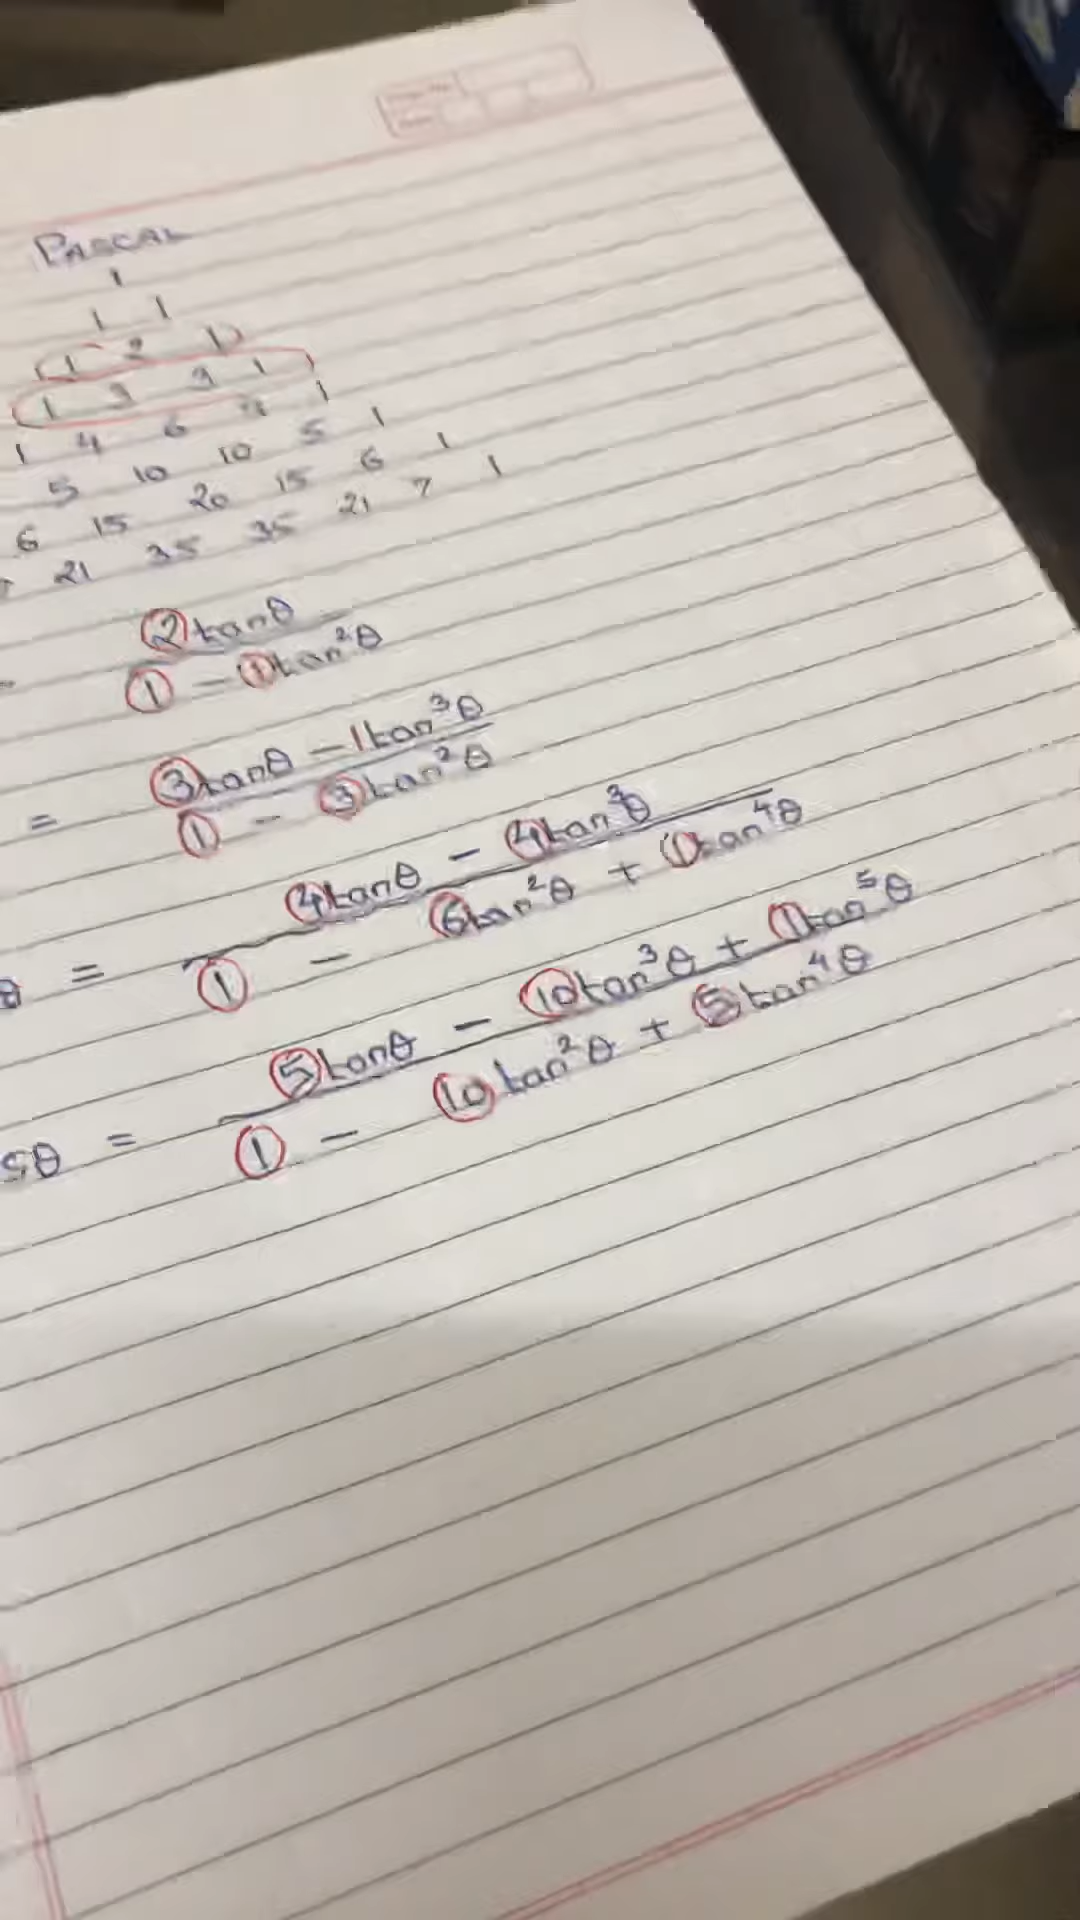 PASCAL
1
1 1
1 2 1
1 3 3 1
1 4 6 4 1
5 10 10 5 1
6 15 20 15 6 1
21 35 35 21 7 1
2tanθ
1 - 1tan²θ
= 3tanθ - 1tan³θ
1 - 3tan²θ
4tanθ - 4tan³θ
θ = 1 - 6tan²θ + 1tan⁴θ
5tanθ - 10tan³θ + 1tan⁵θ
5θ = 1 - 10tan²θ + 5tan⁴θ